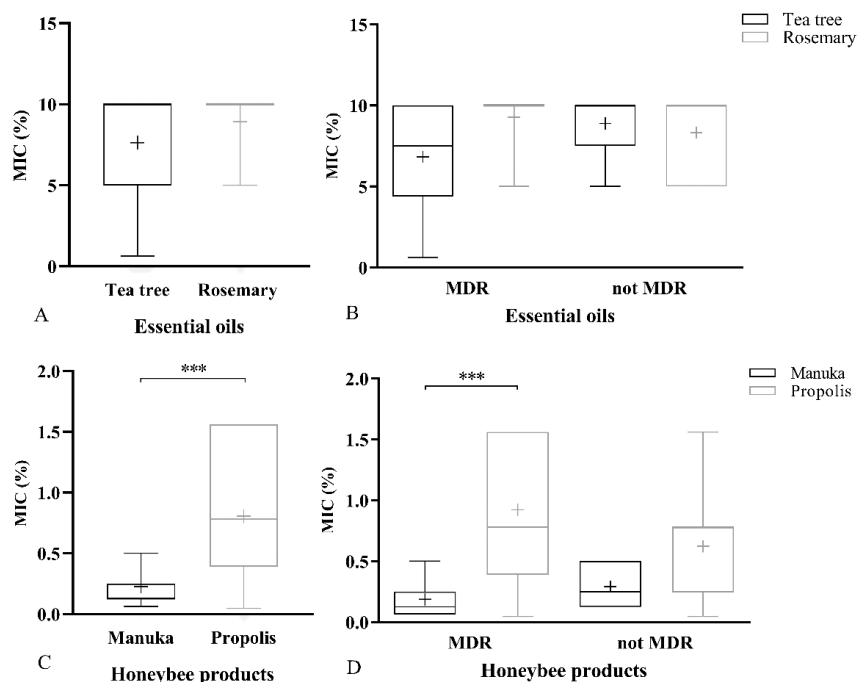 15
10
5
0
MIC (%)
Tea tree Rosemary
Essential oils
A
15
10
5
0
MIC (%)
MDR not MDR
Essential oils
B
Tea tree
Rosemary
2.0
1.5
1.0
0.5
0.0
MIC (%)
***
Manuka Propolis
Honeybee products
C
2.0
1.5
1.0
0.5
0.0
MIC (%)
***
MDR not MDR
Honeybee products
D
Manuka
Propolis